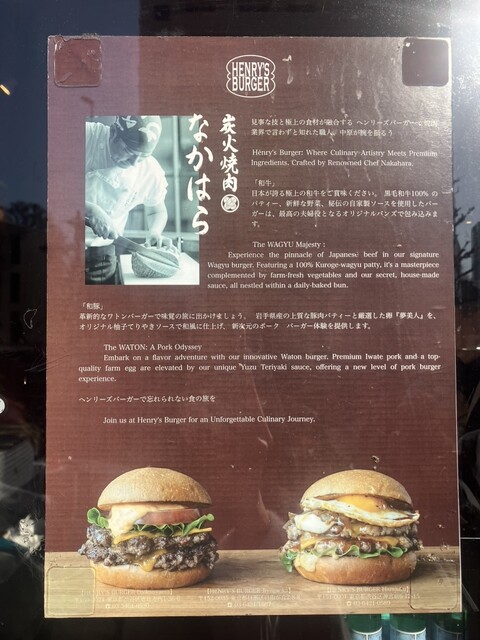 HENRY'S
BURGER
炭火焼肉
なかはら
見事な技と極上の食材が融合する ヘンリーズバーガー。
業界で言わずと知れた職人、中原が腕を振るう
Henry's Burger: Where Culinary Artistry Meets Premium
Ingredients, Crafted by Renowned Chef Nakahara.
「和牛」
日本が誇る極上の和牛をご賞味ください。 黒毛和牛100% の
パティー、新鮮な野菜、秘伝の自家製ソースを使用したバー
ガーは、最高の夫婦役となるオリジナルバンズで包み込みま
す。
The WAGYU Majesty :
Experience the pinnacle of Japanese beef in our signature
Wagyu burger. Featuring a 100% Kuroge-wagyu patty, it's a masterpiece
complemented by farm-fresh vegetables and our secret, house-made
sauce, all nestled within a daily-baked bun.
「和豚」
革新的なワトンバーガーで味覚の旅に出かけましょう。 岩手県産の上質な豚肉パティーと厳選した卵『夢美人』を、
オリジナル柚子てりやきソースで和風に仕上げ、 新次元のポーク バーガー体験を提供します。
The WATON: A Pork Odyssey
Embark on a flavor adventure with our innovative Waton burger. Premium Iwate pork and a top-
quality farm egg are elevated by our unique Yuzu Teriyaki sauce, offering a new level of pork burger
experience.
ヘンリーズバーガーで忘れられない食の旅を
Join us at Henry's Burger for an Unforgettable Culinary Journey.